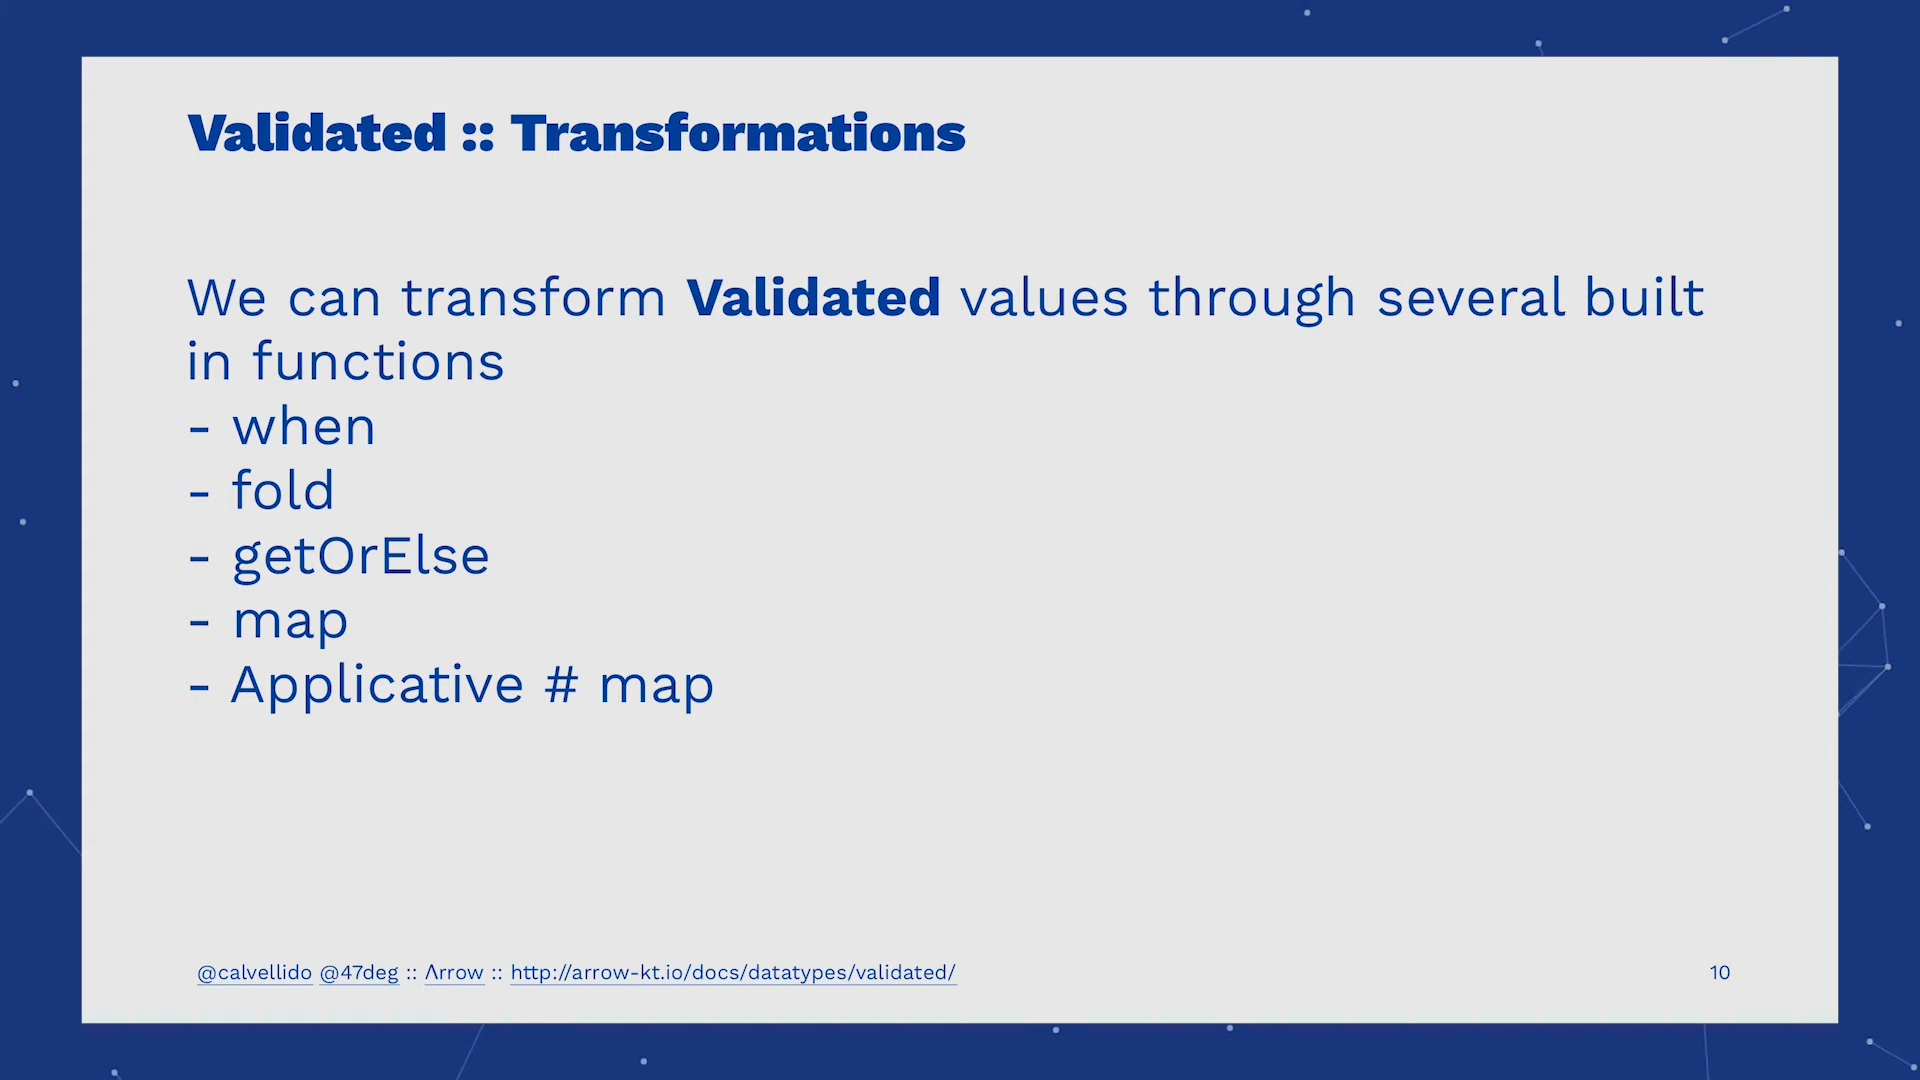 Validated :: Transformations
We can transform Validated values through several built
in functions
- when
- fold
- getOrElse
- map
- Applicative # map
@calvellido @47deg :: Λrrow :: http://arrow-kt.io/docs/datatypes/validated/
10